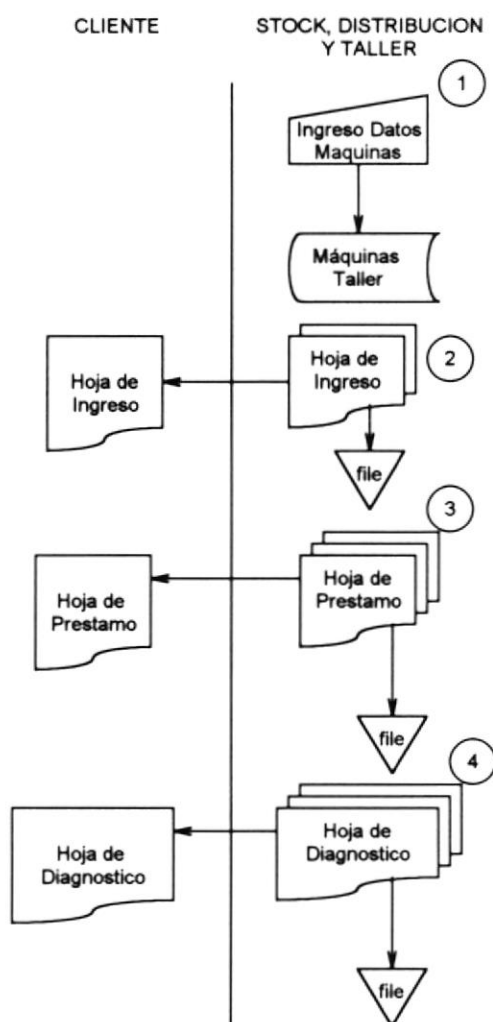 CLIENTE
STOCK, DISTRIBUCION
Y TALLER
1
Ingreso Datos
Maquinas
Máquinas
Taller
2
Hoja de
Ingreso
Hoja de
Ingreso
file
3
Hoja de
Prestamo
Hoja de
Prestamo
file
4
Hoja de
Diagnostico
Hoja de
Diagnostico
file